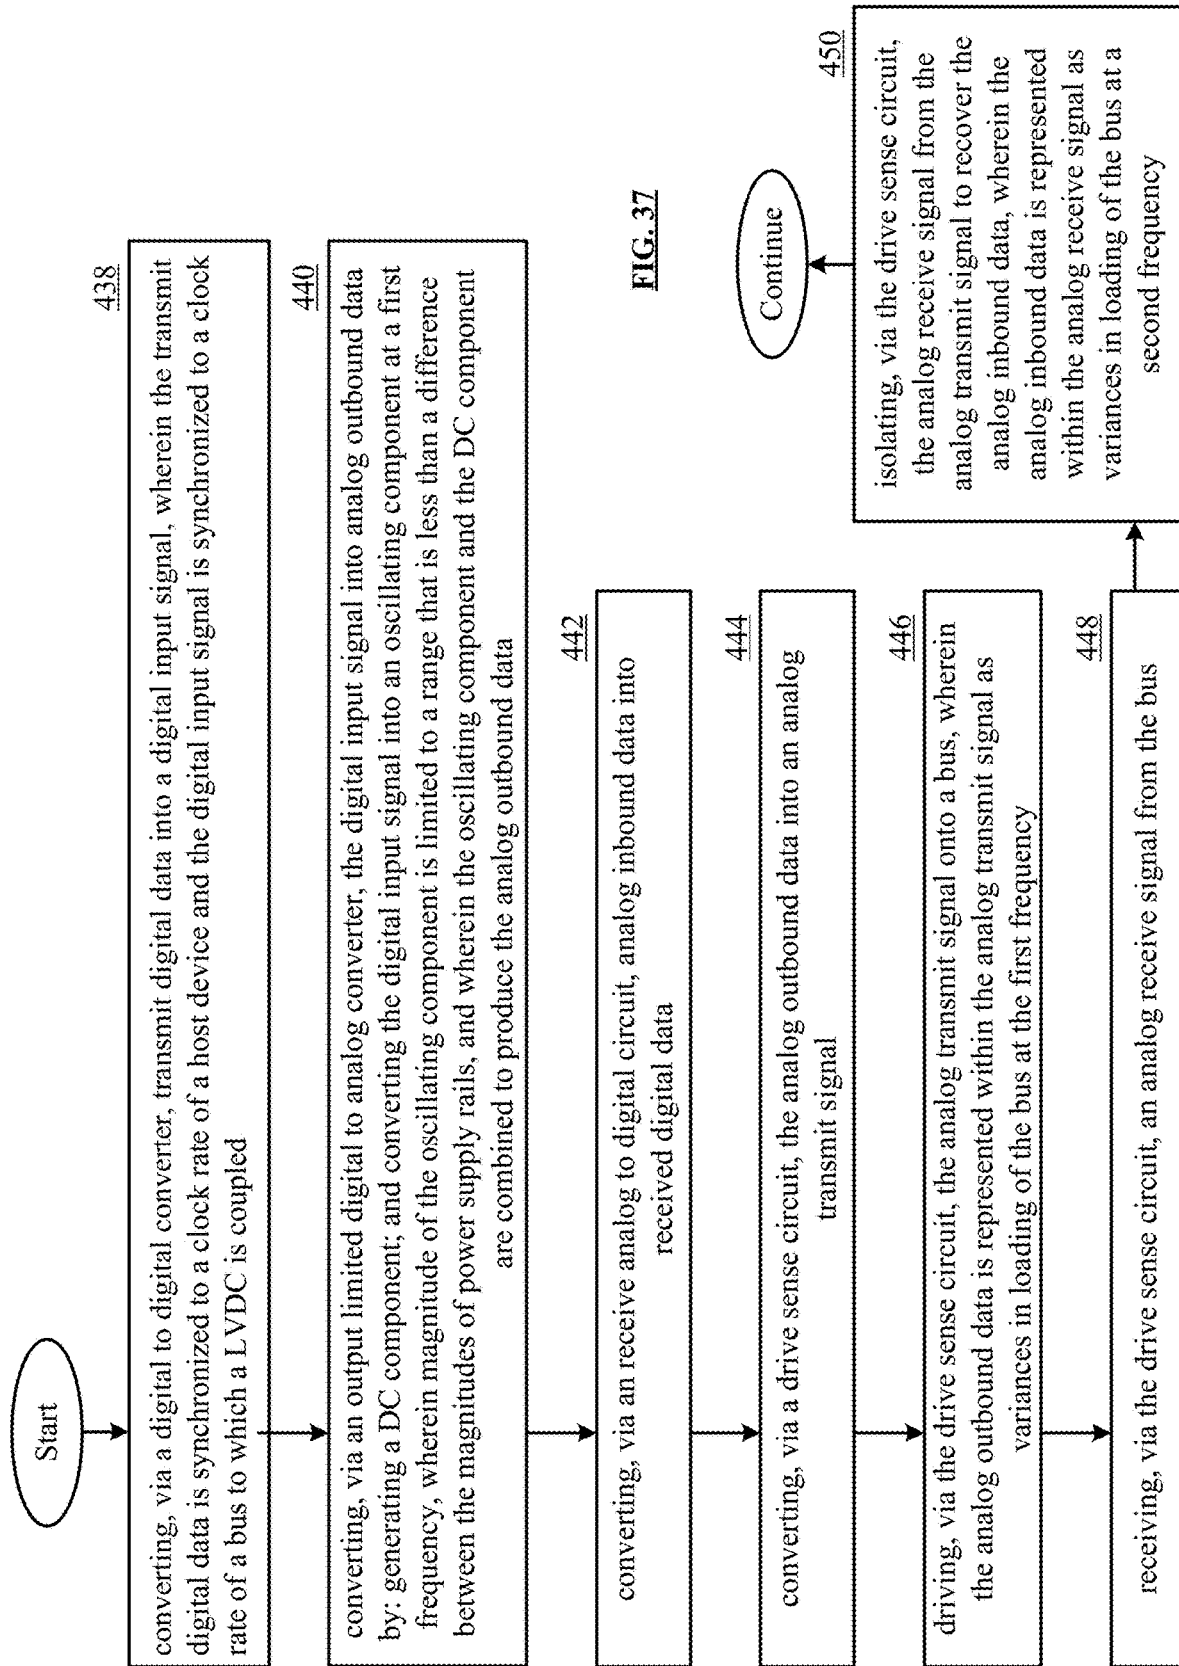 Start
438
converting, via a digital to digital converter, transmit digital data into a digital input signal, wherein the transmit
digital data is synchronized to a clock rate of a host device and the digital input signal is synchronized to a clock
rate of a bus to which a LVDC is coupled
440
converting, via an output limited digital to analog converter, the digital input signal into analog outbound data
by: generating a DC component; and converting the digital input signal into an oscillating component at a first
frequency, wherein magnitude of the oscillating component is limited to a range that is less than a difference
between the magnitudes of power supply rails, and wherein the oscillating component and the DC component
are combined to produce the analog outbound data
442
converting, via an receive analog to digital circuit, analog inbound data into
received digital data
444
converting, via a drive sense circuit, the analog outbound data into an analog
transmit signal
446
driving, via the drive sense circuit, the analog transmit signal onto a bus, wherein
the analog outbound data is represented within the analog transmit signal as
variances in loading of the bus at the first frequency
448
receiving, via the drive sense circuit, an analog receive signal from the bus
450
isolating, via the drive sense circuit,
the analog receive signal from the
analog transmit signal to recover the
analog inbound data, wherein the
analog inbound data is represented
within the analog receive signal as
variances in loading of the bus at a
second frequency
Continue
FIG. 37